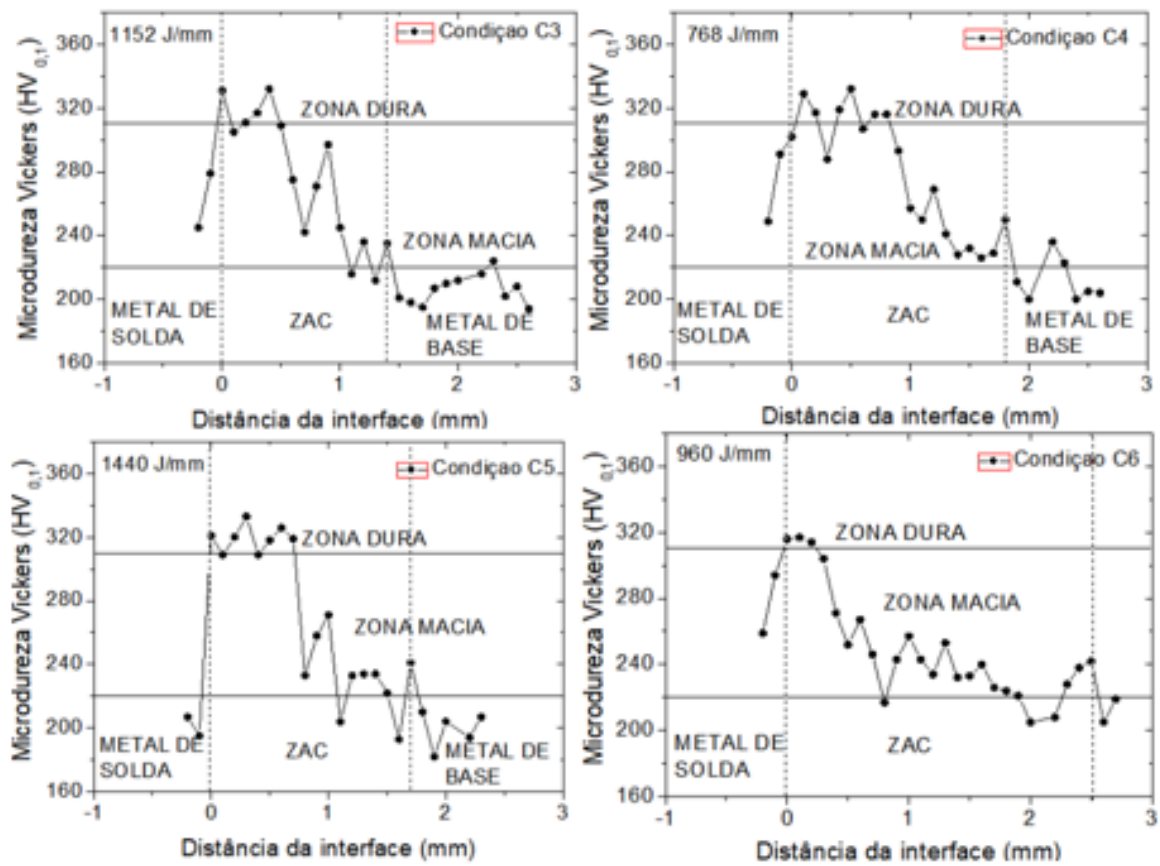 1152 J/mm
Condiçao C3
ZONA DURA
ZONA MACIA
METAL DE
SOLDA
ZAC
METAL DE
BASE
Microdureza Vickers (HV0,1)
360
320
280
240
200
160
-1 0 1 2 3
Distância da interface (mm)
768 J/mm
Condiçao C4
ZONA DURA
ZONA MACIA
METAL DE
SOLDA
ZAC
METAL DE
BASE
Microdureza Vickers (HV0,1)
360
320
280
240
200
160
-1 0 1 2 3
Distância da interface (mm)
1440 J/mm
Condiçao C5
ZONA DURA
ZONA MACIA
METAL DE
SOLDA
ZAC
METAL DE
BASE
Microdureza Vickers (HV0,1)
360
320
280
240
200
160
-1 0 1 2 3
Distância da interface (mm)
960 J/mm
Condiçao C6
ZONA DURA
ZONA MACIA
METAL DE
SOLDA
ZAC
Microdureza Vickers (HV0,1)
360
320
280
240
200
160
-1 0 1 2 3
Distância da interface (mm)